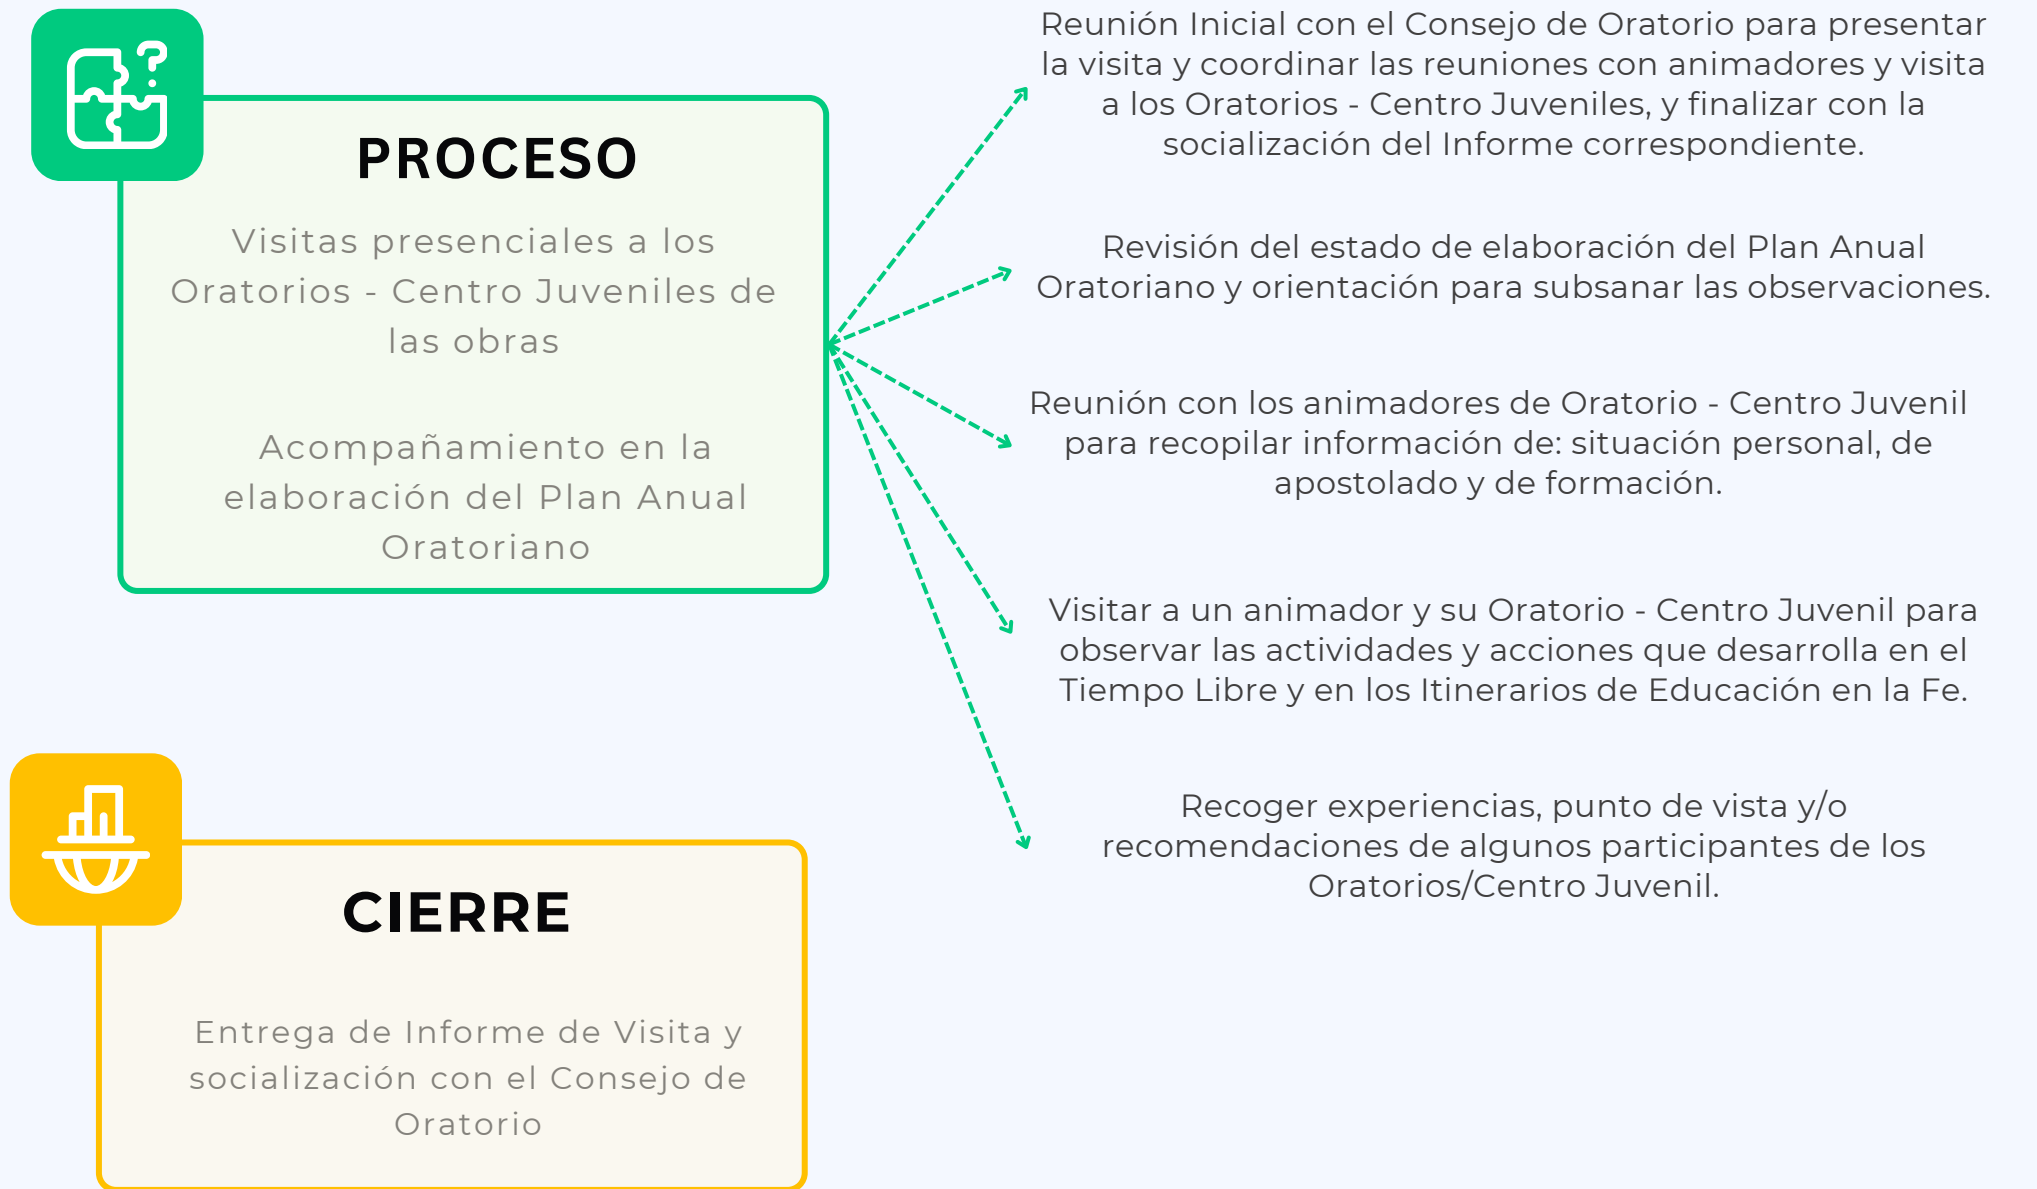 PROCESO
Visitas presenciales a los
Oratorios - Centro Juveniles de
las obras
Acompañamiento en la
elaboración del Plan Anual
Oratoriano
Reunión Inicial con el Consejo de Oratorio para presentar
la visita y coordinar las reuniones con animadores y visita
a los Oratorios - Centro Juveniles, y finalizar con la
socialización del Informe correspondiente.
Revisión del estado de elaboración del Plan Anual
Oratoriano y orientación para subsanar las observaciones.
Reunión con los animadores de Oratorio - Centro Juvenil
para recopilar información de: situación personal, de
apostolado y de formación.
Visitar a un animador y su Oratorio - Centro Juvenil para
observar las actividades y acciones que desarrolla en el
Tiempo Libre y en los Itinerarios de Educación en la Fe.
Recoger experiencias, punto de vista y/o
recomendaciones de algunos participantes de los
Oratorios/Centro Juvenil.
CIERRE
Entrega de Informe de Visita y
socialización con el Consejo de
Oratorio